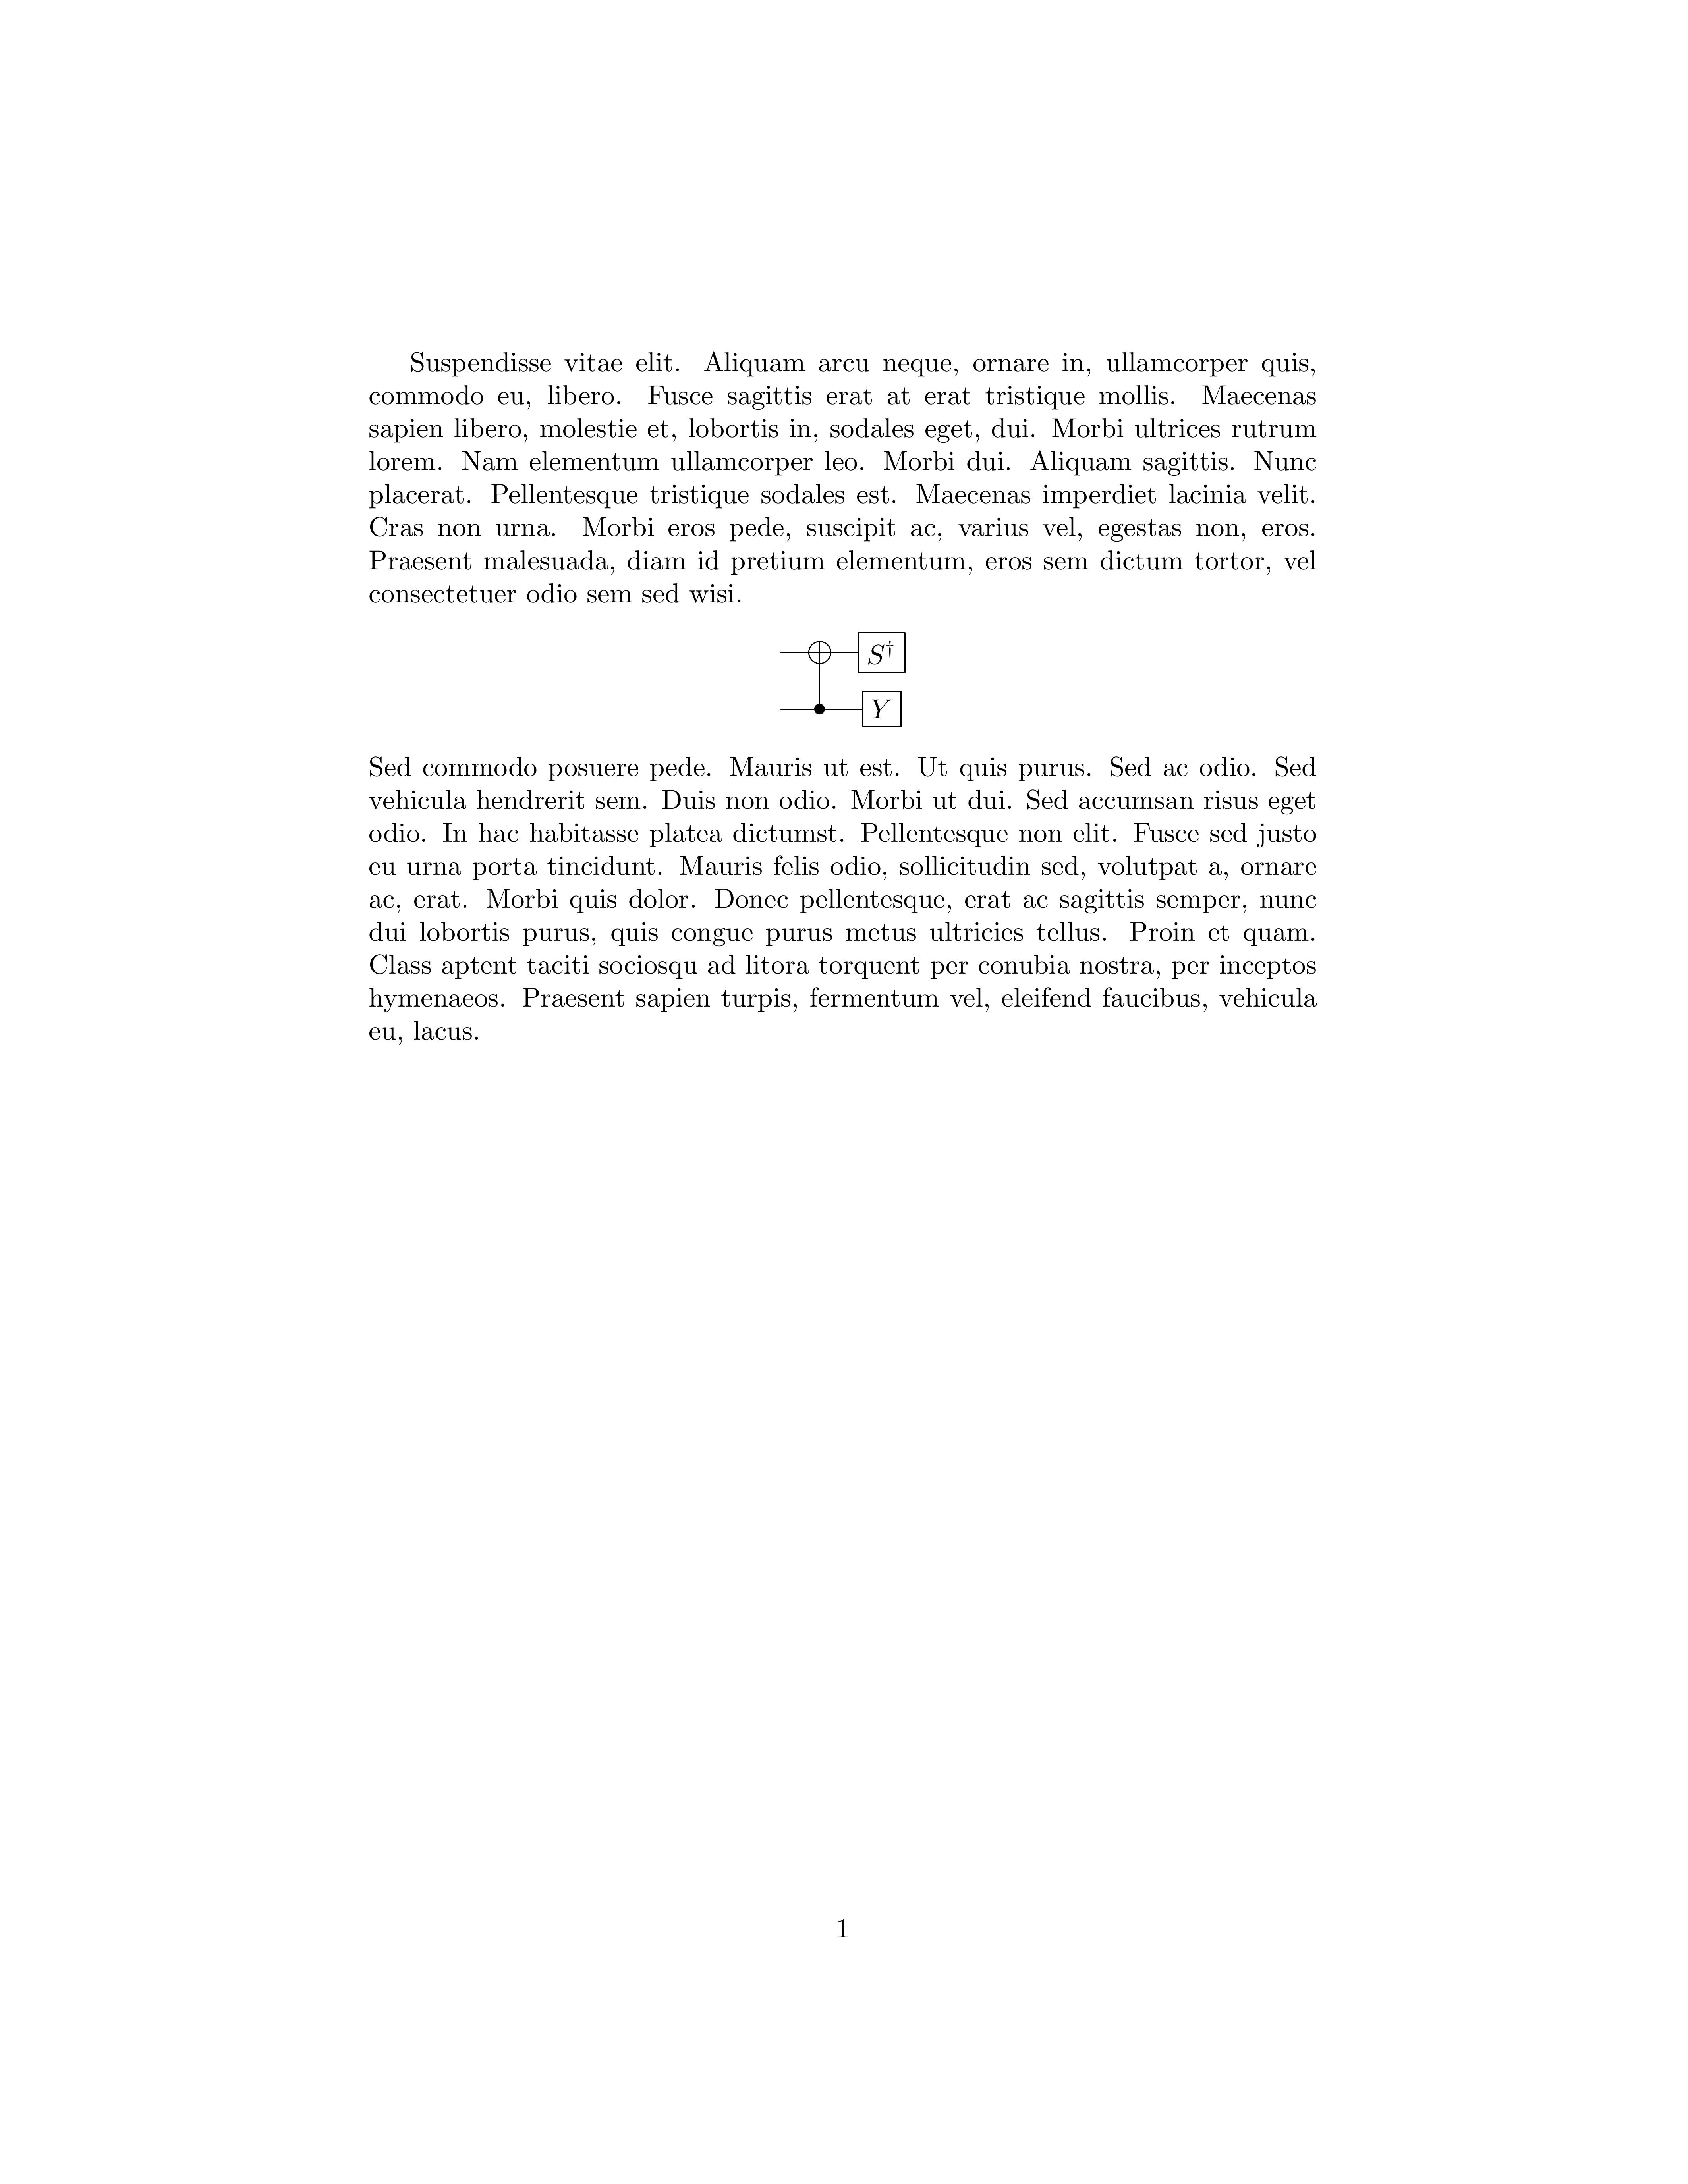 Suspendisse vitae elit. Aliquam arcu neque, ornare in, ullamcorper quis,
commodo eu, libero. Fusce sagittis erat at erat tristique mollis. Maecenas
sapien libero, molestie et, lobortis in, sodales eget, dui. Morbi ultrices rutrum
lorem. Nam elementum ullamcorper leo. Morbi dui. Aliquam sagittis. Nunc
placerat. Pellentesque tristique sodales est. Maecenas imperdiet lacinia velit.
Cras non urna. Morbi eros pede, suscipit ac, varius vel, egestas non, eros.
Praesent malesuada, diam id pretium elementum, eros sem dictum tortor, vel
consectetuer odio sem sed wisi.
S†
Y
Sed commodo posuere pede. Mauris ut est. Ut quis purus. Sed ac odio. Sed
vehicula hendrerit sem. Duis non odio. Morbi ut dui. Sed accumsan risus eget
odio. In hac habitasse platea dictumst. Pellentesque non elit. Fusce sed justo
eu urna porta tincidunt. Mauris felis odio, sollicitudin sed, volutpat a, ornare
ac, erat. Morbi quis dolor. Donec pellentesque, erat ac sagittis semper, nunc
dui lobortis purus, quis congue purus metus ultricies tellus. Proin et quam.
Class aptent taciti sociosqu ad litora torquent per conubia nostra, per inceptos
hymenaeos. Praesent sapien turpis, fermentum vel, eleifend faucibus, vehicula
eu, lacus.
1